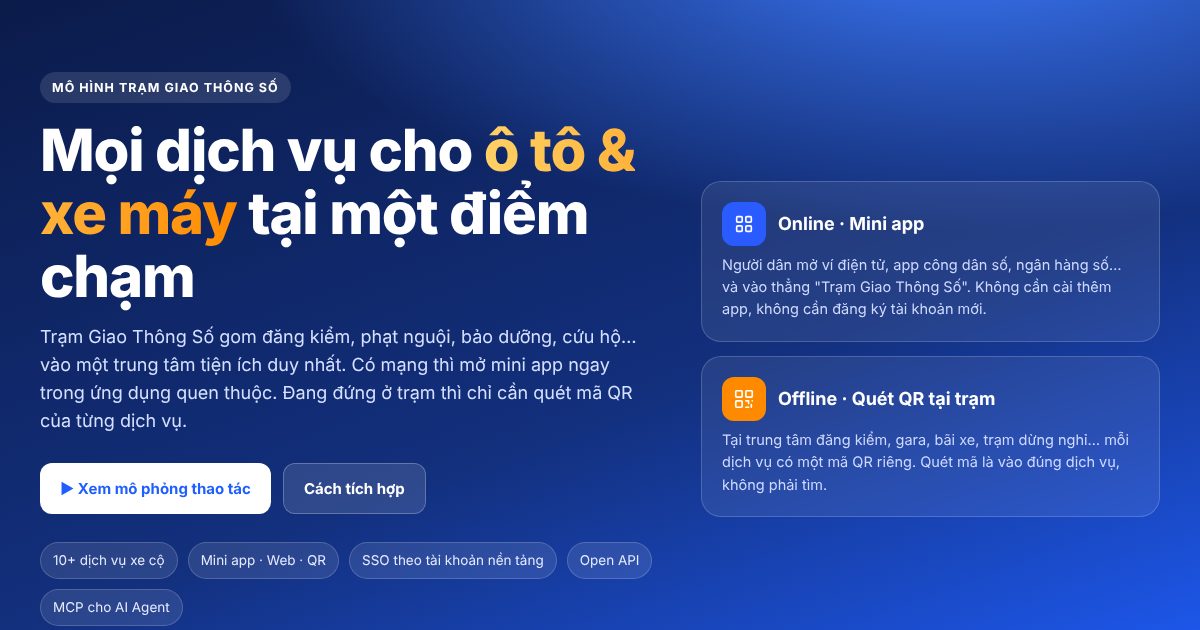 MÔ HÌNH TRẠM GIAO THÔNG SỐ
Mọi dịch vụ cho ô tô &
xe máy tại một điểm
chạm
Trạm Giao Thông Số gom đăng kiểm, phạt nguội, bảo dưỡng, cứu hộ...
vào một trung tâm tiện ích duy nhất. Có mạng thì mở mini app ngay
trong ứng dụng quen thuộc. Đang đứng ở trạm thì chỉ cần quét mã QR
của từng dịch vụ.
▶ Xem mô phỏng thao tác
Cách tích hợp
10+ dịch vụ xe cộ
Mini app · Web · QR
SSO theo tài khoản nền tảng
Open API
MCP cho AI Agent
Online · Mini app
Người dân mở ví điện tử, app công dân số, ngân hàng số...
và vào thẳng "Trạm Giao Thông Số". Không cần cài thêm
app, không cần đăng ký tài khoản mới.
Offline · Quét QR tại trạm
Tại trung tâm đăng kiểm, gara, bãi xe, trạm dừng nghỉ... mỗi
dịch vụ có một mã QR riêng. Quét mã là vào đúng dịch vụ,
không phải tìm.